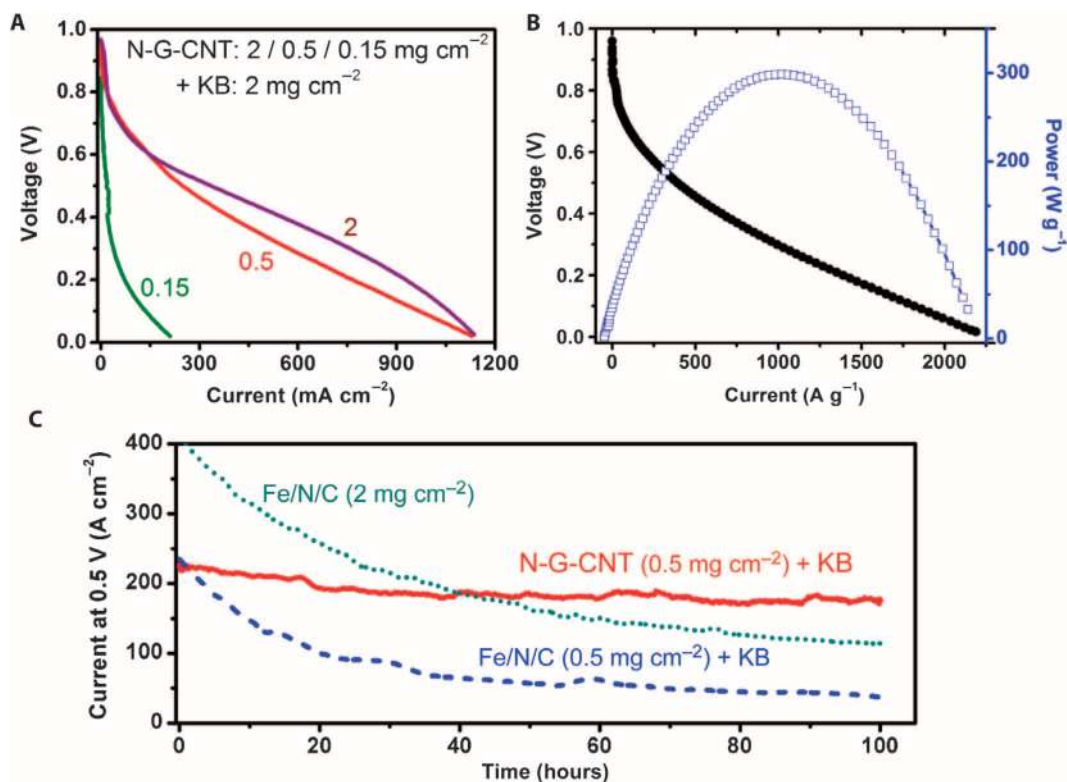 A
N-G-CNT: 2 / 0.5 / 0.15 mg cm⁻²
+ KB: 2 mg cm⁻²
1.0
0.8
0.6
0.4
0.2
0.0
Voltage (V)
2
0.5
0.15
0 300 600 900 1200
Current (mA cm⁻²)
B
1.0
0.8
0.6
0.4
0.2
0.0
Voltage (V)
300
200
100
0
Power (W g⁻¹)
0 500 1000 1500 2000
Current (A g⁻¹)
C
400
300
200
100
0
Current at 0.5 V (A cm⁻²)
Fe/N/C (2 mg cm⁻²)
N-G-CNT (0.5 mg cm⁻²) + KB
Fe/N/C (0.5 mg cm⁻²) + KB
0 20 40 60 80 100
Time (hours)